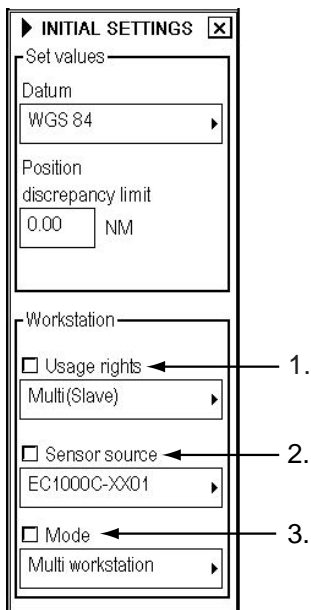 INITIAL SETTINGS
Set values
Datum
WGS 84
Position
discrepancy limit
0.00 NM
Workstation
Usage rights 1.
Multi(Slave)
Sensor source 2.
EC1000C-XX01
Mode 3.
Multi workstation